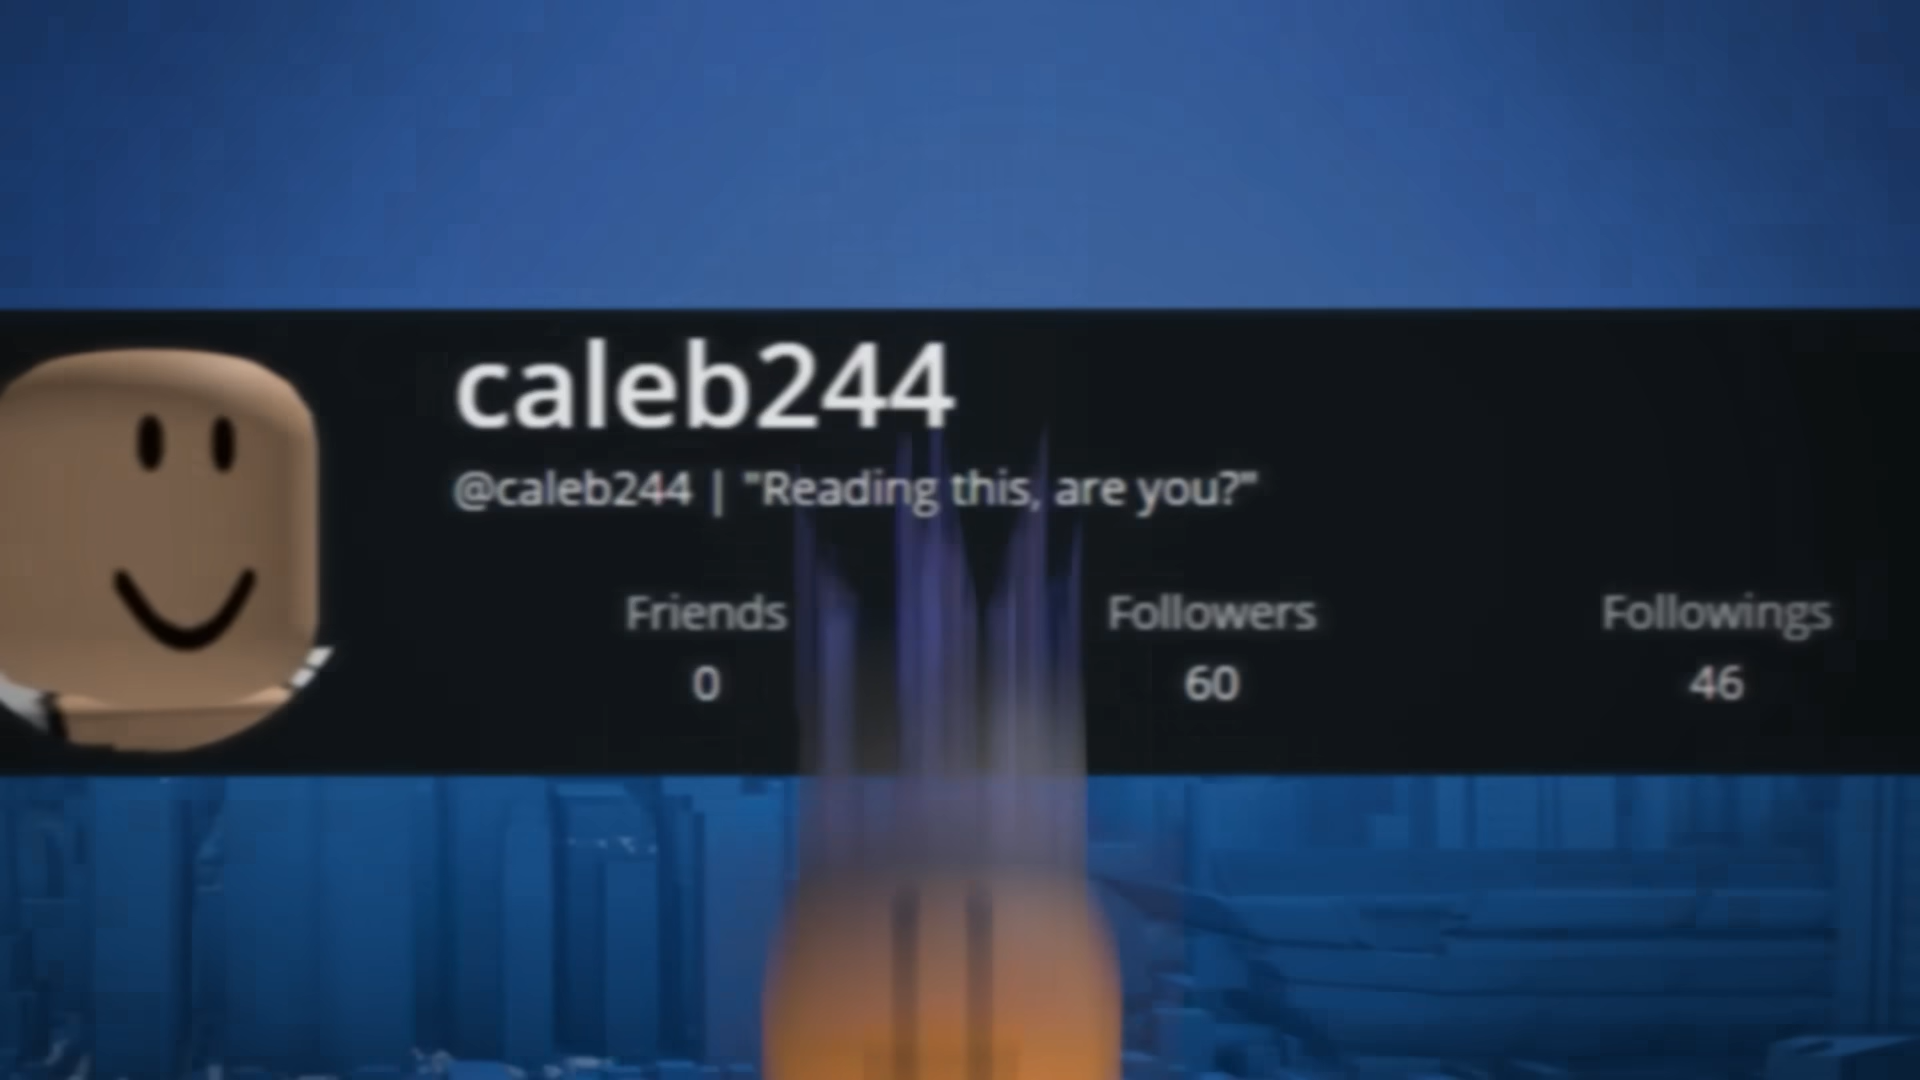 caleb244
@caleb244 | "Reading this, are you?"
Friends Followers Followings
0 60 46